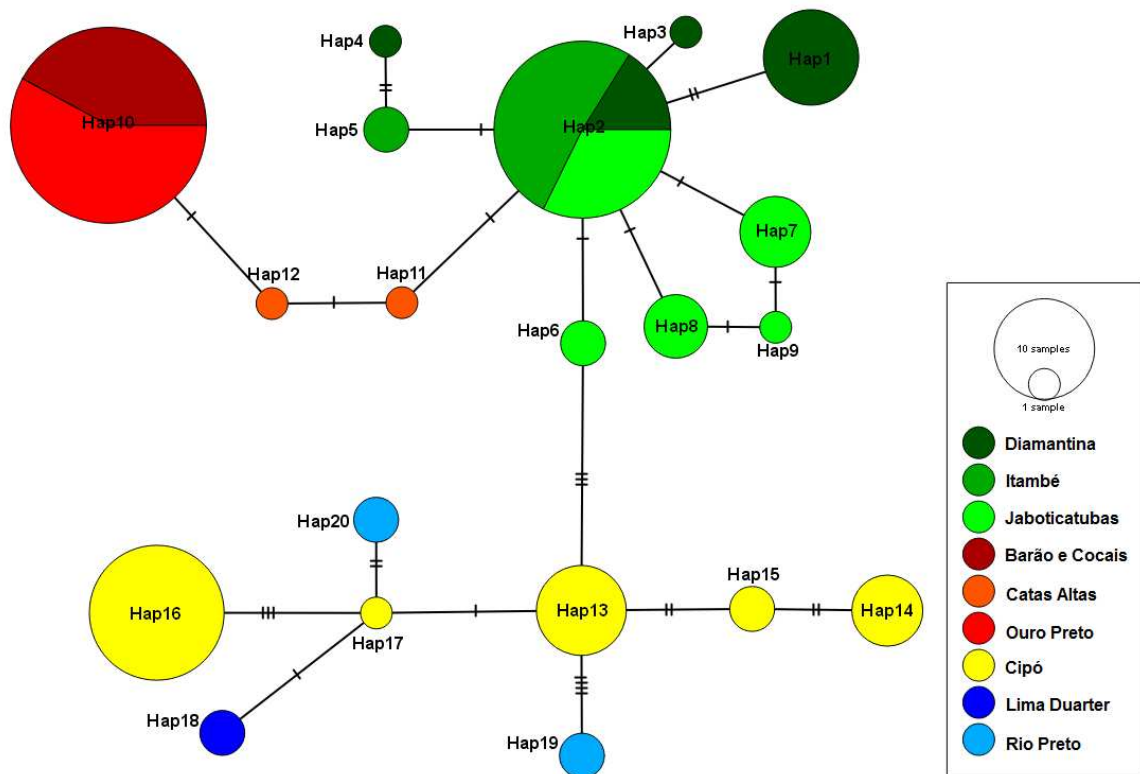 Hap4
Hap3
Hap1
Hap10
Hap5
Hap2
Hap7
Hap12
Hap11
Hap6
Hap8
Hap9
10 samples
1 sample
Diamantina
Itambé
Jaboticatubas
Barão e Cocais
Catas Altas
Ouro Preto
Cipó
Lima Duarter
Rio Preto
Hap20
Hap15
Hap16
Hap13
Hap14
Hap17
Hap18
Hap19